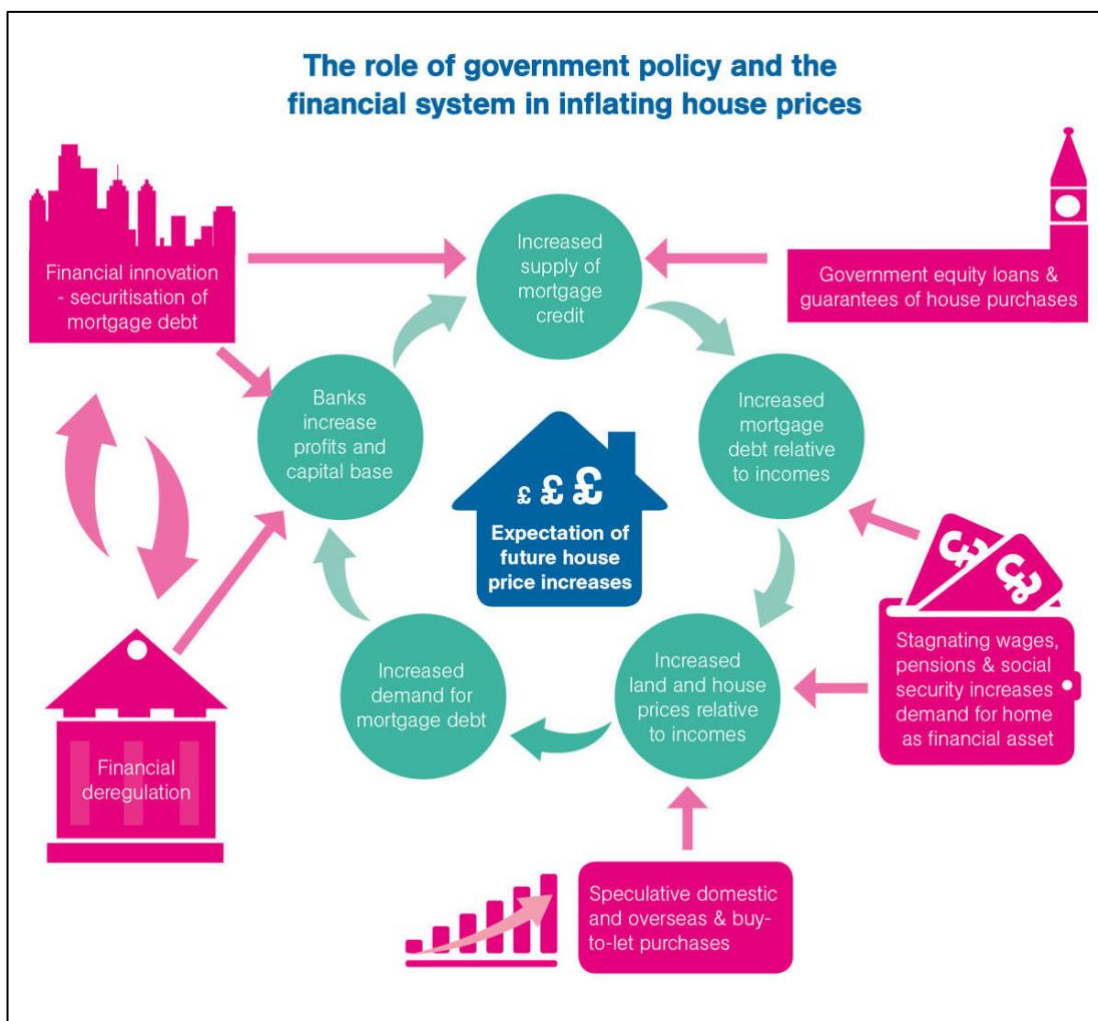 The role of government policy and the
financial system in inflating house prices
Financial innovation
- securitisation of
mortgage debt
Increased
supply of
mortgage
credit
Government equity loans &
guarantees of house purchases
Banks
increase
profits and
capital base
Increased
mortgage
debt relative
to incomes
£ £ £
Expectation of
future house
price increases
Stagnating wages,
pensions & social
security increases
demand for home
as financial asset
Increased
demand for
mortgage debt
Increased
land and house
prices relative
to incomes
Financial
deregulation
Speculative domestic
and overseas & buy-
to-let purchases
£
£